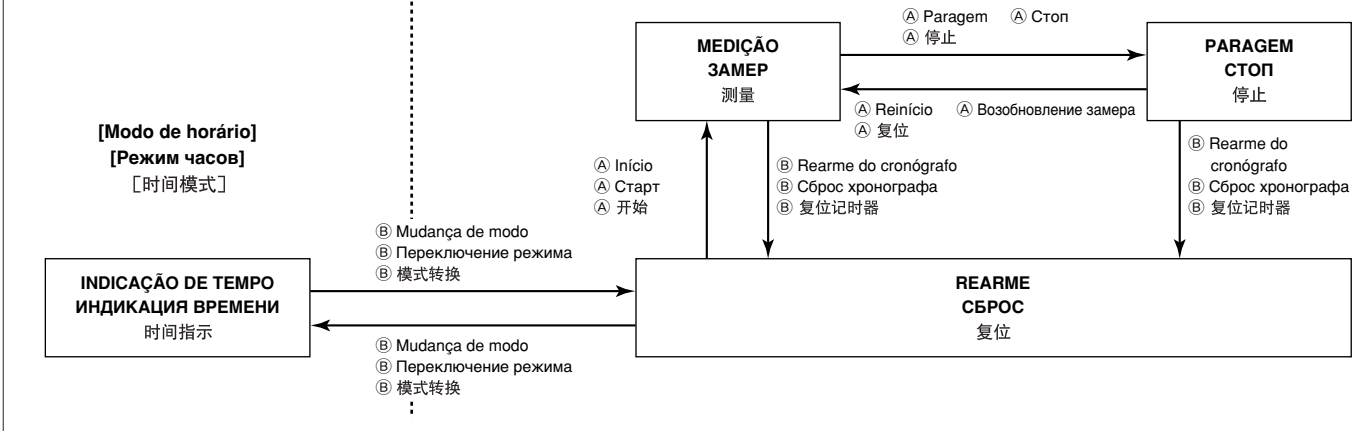 Ⓐ Paragem Ⓐ Стоп
Ⓐ 停止
MEDIÇÃO
ЗАМЕР
测量
PARAGEM
СТОП
停止
Ⓐ Reinício Ⓐ Возобновление замера
Ⓐ 复位
[Modo de horário]
[Режим часов]
［时间模式］
Ⓐ Início
Ⓐ Старт
Ⓐ 开始
Ⓑ Rearme do cronógrafo
Ⓑ Сброс хронографа
Ⓑ 复位记时器
Ⓑ Rearme do
cronógrafo
Ⓑ Сброс хронографа
Ⓑ 复位记时器
Ⓑ Mudança de modo
Ⓑ Переключение режима
Ⓑ 模式转换
INDICAÇÃO DE TEMPO
ИНДИКАЦИЯ ВРЕМЕНИ
时间指示
REARME
СБРОС
复位
Ⓑ Mudança de modo
Ⓑ Переключение режима
Ⓑ 模式转换